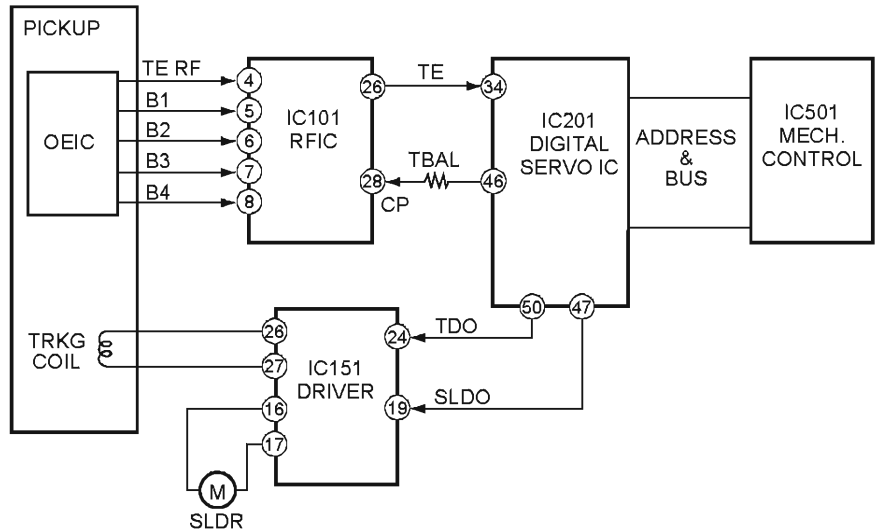 PICKUP
OEIC
TE RF
B1
B2
B3
B4
4
5
6
7
8
IC101
RFIC
26
28
CP
TE
TBAL
34
46
IC201
DIGITAL
SERVO IC
50
47
ADDRESS
&
BUS
IC501
MECH.
CONTROL
TRKG
COIL
26
27
16
17
IC151
DRIVER
24
19
TDO
SLDO
M
SLDR